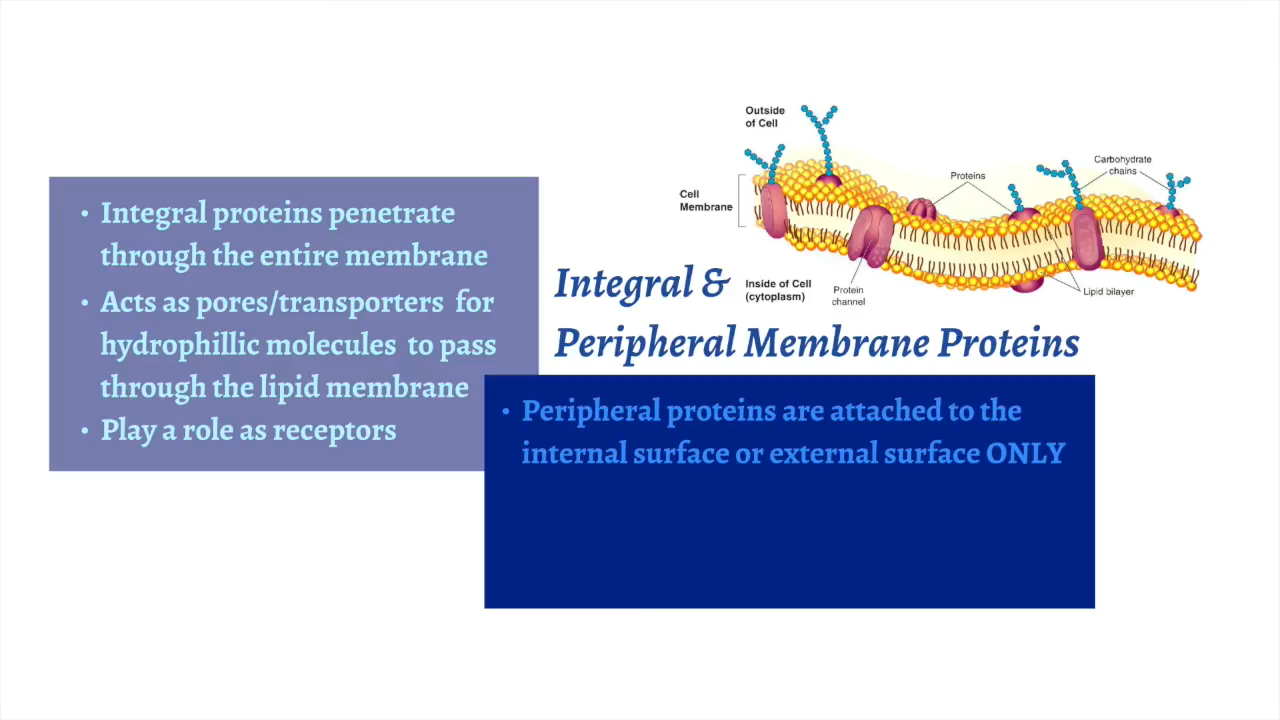 Integral & 
Peripheral Membrane Proteins
• Integral proteins penetrate
through the entire membrane
• Acts as pores/transporters for
hydrophillic molecules to pass
through the lipid membrane
• Play a role as receptors
• Peripheral proteins are attached to the
internal surface or external surface ONLY
Outside
of Cell
Cell
Membrane
Inside of Cell
(cytoplasm)
Protein
channel
Proteins
Carbohydrate
chains
Lipid bilayer